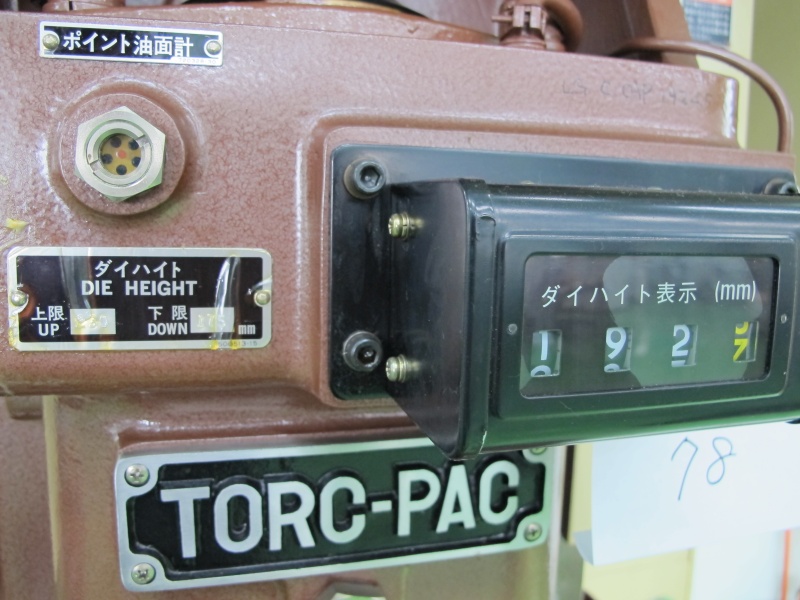 ポイント油面計
ダイハイト
DIE HEIGHT
上限 下限
UP DOWN mm
ダイハイト表示 (mm)
1 9 2
TORC-PAC
78